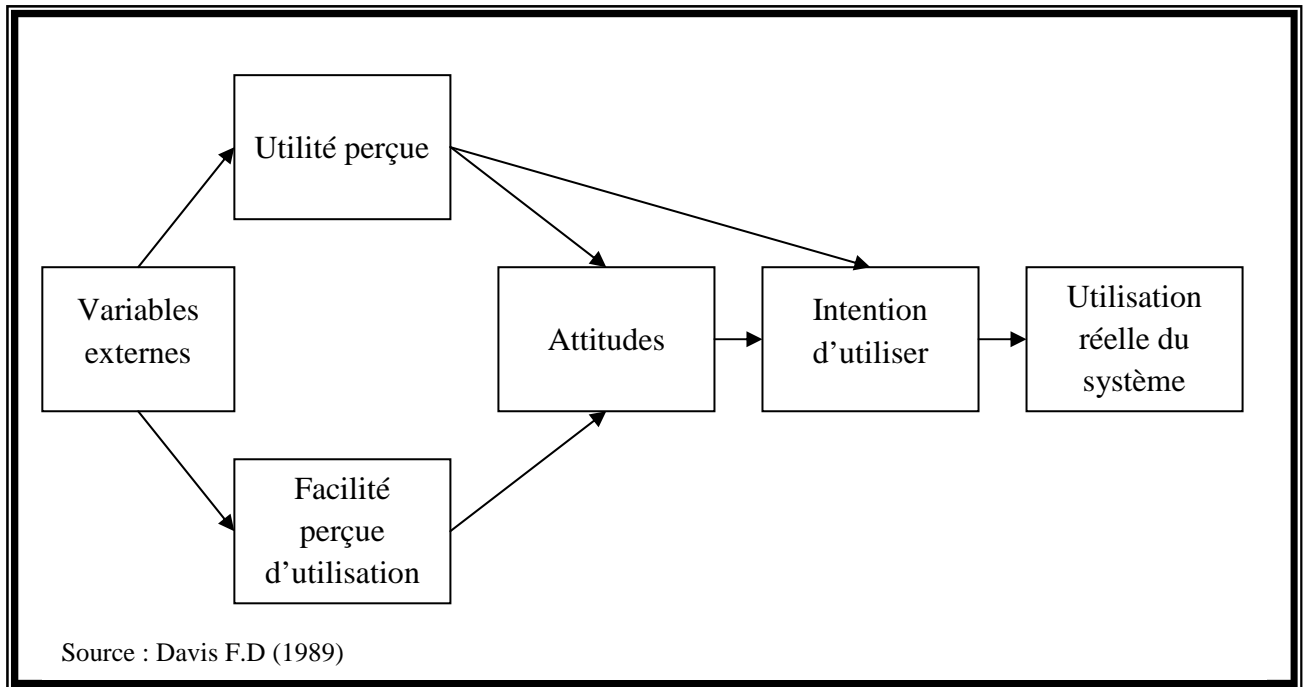 Utilité perçue
Variables
externes
Facilité
perçue
d’utilisation
Attitudes
Intention
d’utiliser
Utilisation
réelle du
système
Source : Davis F.D (1989)